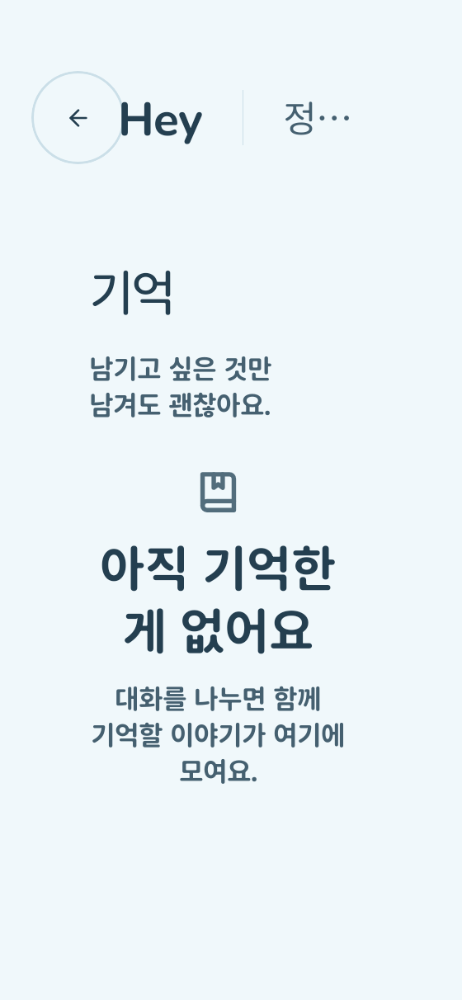 Hey 정…
기억
남기고 싶은 것만
남겨도 괜찮아요.
아직 기억한
게 없어요
대화를 나누면 함께
기억할 이야기가 여기에
모여요.